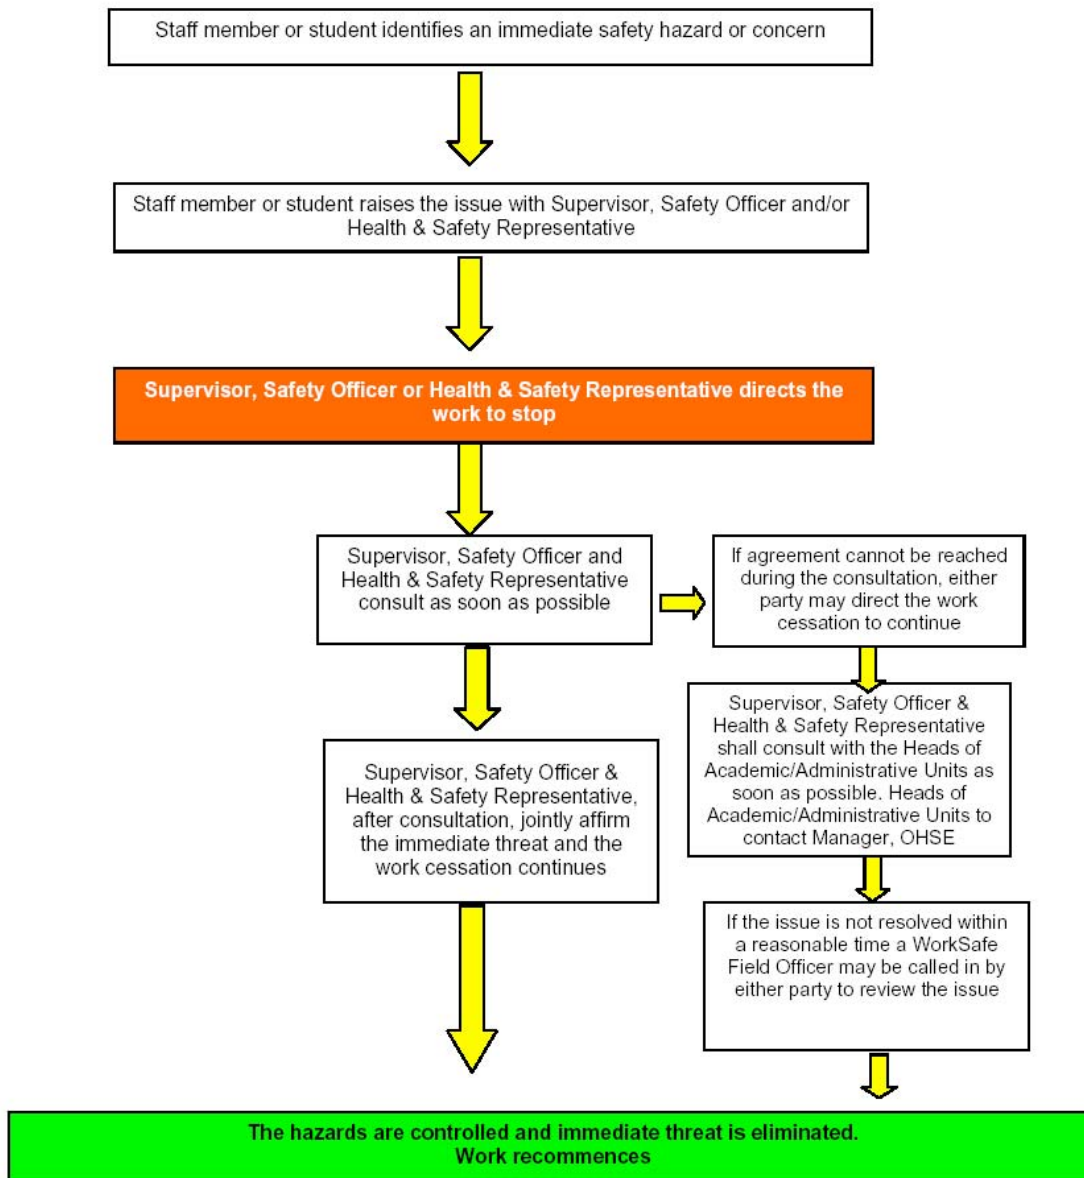 Staff member or student identifies an immediate safety hazard or concern
Staff member or student raises the issue with Supervisor, Safety Officer and/or
Health & Safety Representative
Supervisor, Safety Officer or Health & Safety Representative directs the
work to stop
Supervisor, Safety Officer and
Health & Safety Representative
consult as soon as possible
If agreement cannot be reached
during the consultation, either
party may direct the work
cessation to continue
Supervisor, Safety Officer &
Health & Safety Representative
shall consult with the Heads of
Academic/Administrative Units as
soon as possible. Heads of
Academic/Administrative Units to
contact Manager, OHSE
Supervisor, Safety Officer &
Health & Safety Representative,
after consultation, jointly affirm
the immediate threat and the
work cessation continues
If the issue is not resolved within
a reasonable time a WorkSafe
Field Officer may be called in by
either party to review the issue
The hazards are controlled and immediate threat is eliminated.
Work recommences